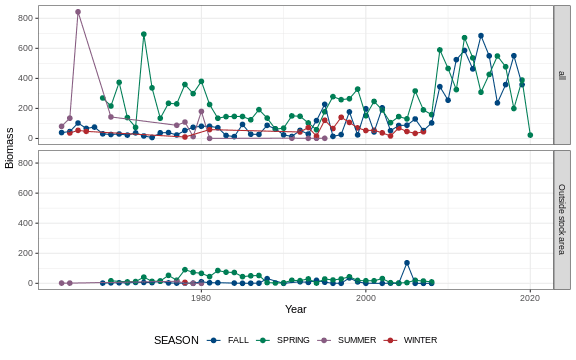 800
600
400
200
0
all
800
600
400
200
0
Outside stock area
Biomass
1980
2000
2020
Year
SEASON FALL SPRING SUMMER WINTER